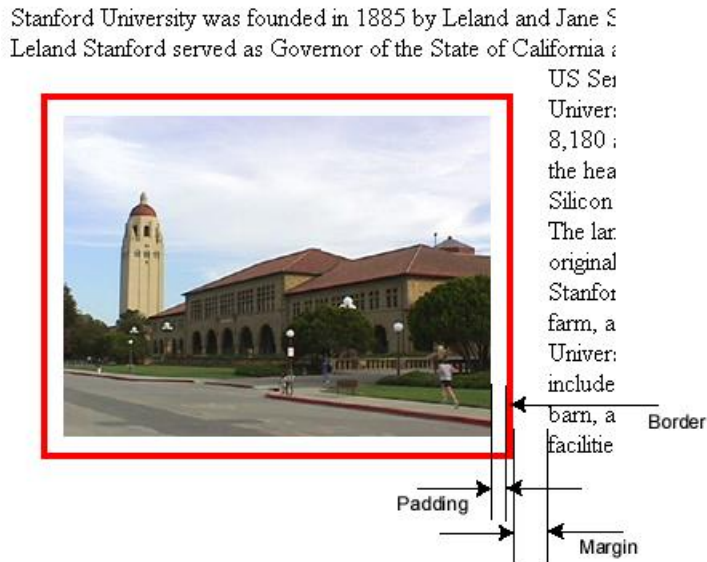 Stanford University was founded in 1885 by Leland and Jane S
Leland Stanford served as Governor of the State of California a
US Ser
Univers
8,180 a
the hea
Silicon
The lan
original
Stanfor
farm, a
Univers
include
barn, a
facilitie
Border
Padding
Margin